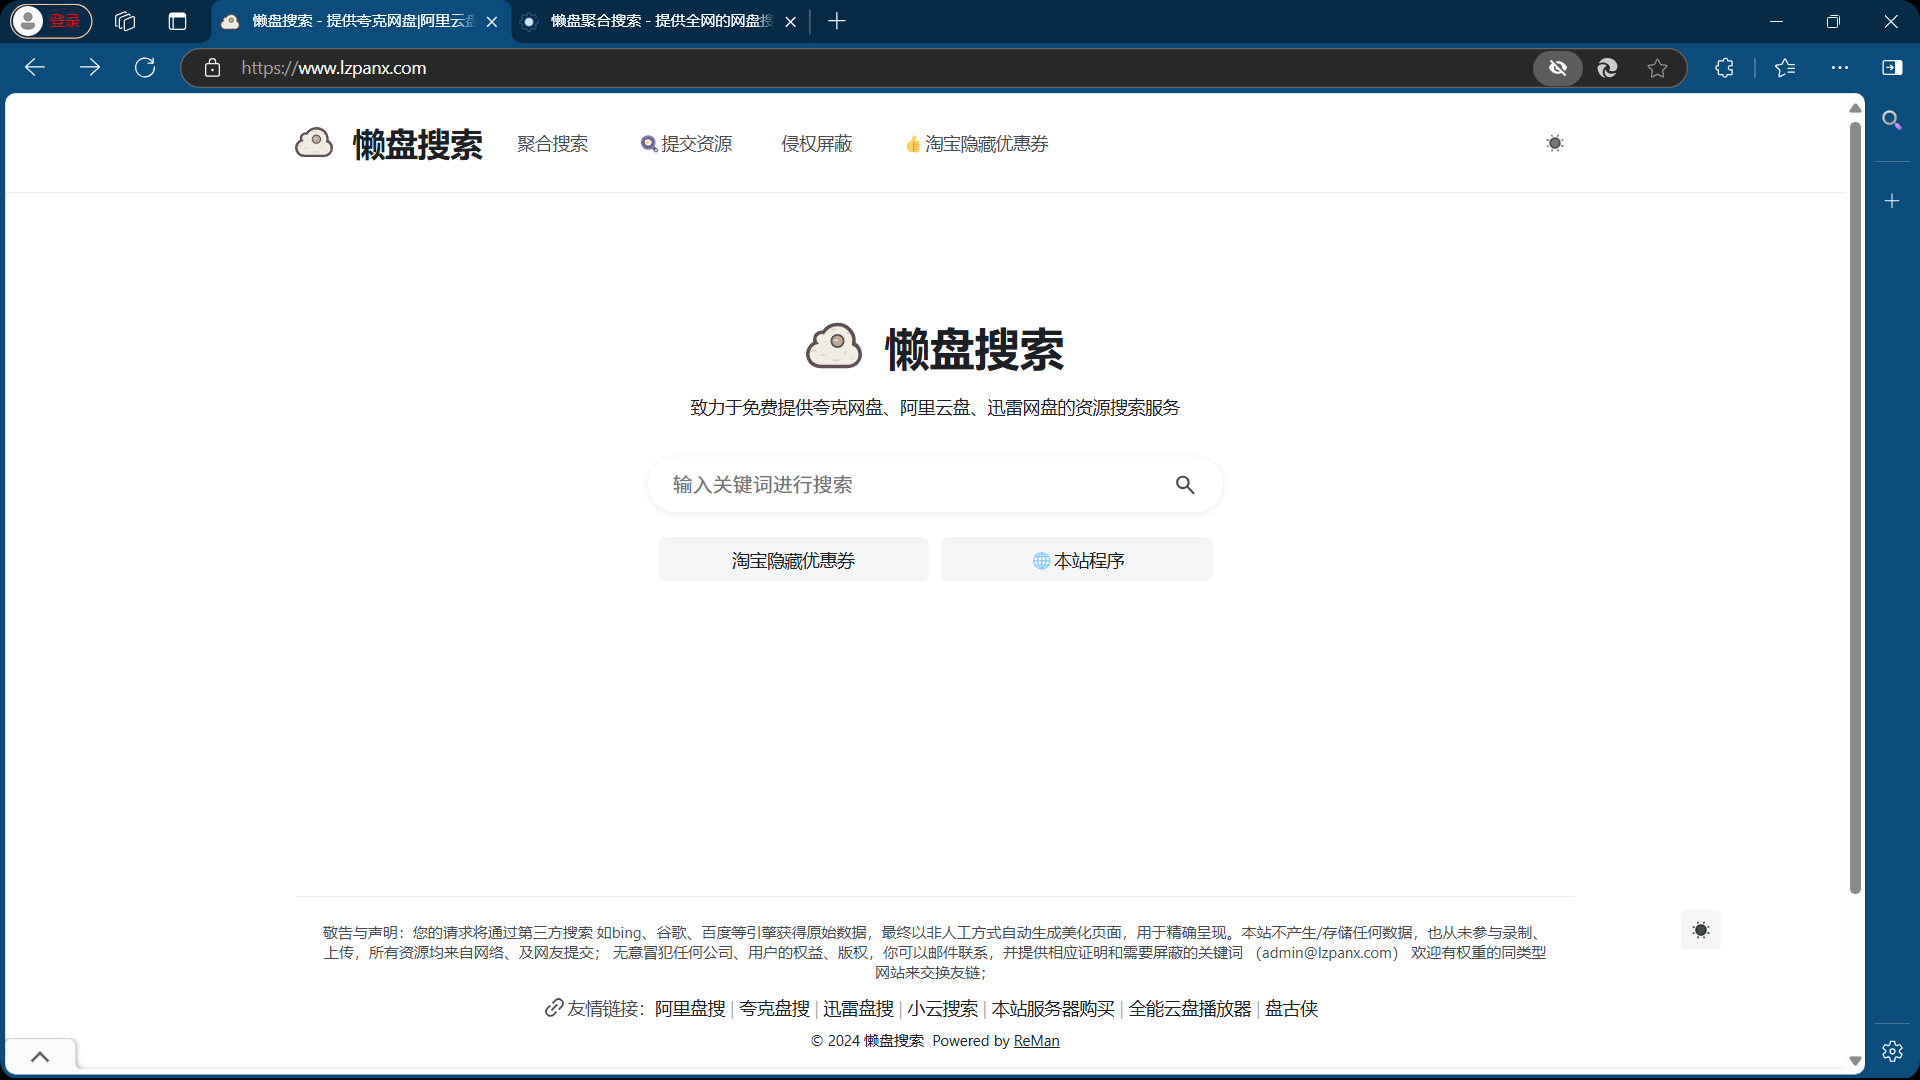 登录
懒盘搜索 - 提供夸克网盘|阿里云盘
懒盘聚合搜索 - 提供全网的网盘搜
https://www.lzpanx.com
懒盘搜索
聚合搜索
提交资源
侵权屏蔽
👍淘宝隐藏优惠券
懒盘搜索
致力于免费提供夸克网盘、阿里云盘、迅雷网盘的资源搜索服务
输入关键词进行搜索
淘宝隐藏优惠券
🌐本站程序
敬告与声明：您的请求将通过第三方搜索 如bing、谷歌、百度等引擎获得原始数据，最终以非人工方式自动生成美化页面，用于精确呈现。本站不产生/存储任何数据，也从未参与录制、
上传，所有资源均来自网络、及网友提交； 无意冒犯任何公司、用户的权益、版权，你可以邮件联系，并提供相应证明和需要屏蔽的关键词 （admin@lzpanx.com） 欢迎有权重的同类型
网站来交换友链；
友情链接：阿里盘搜 | 夸克盘搜 | 迅雷盘搜 | 小云搜索 | 本站服务器购买 | 全能云盘播放器 | 盘古侠
© 2024 懒盘搜索 Powered by ReMan